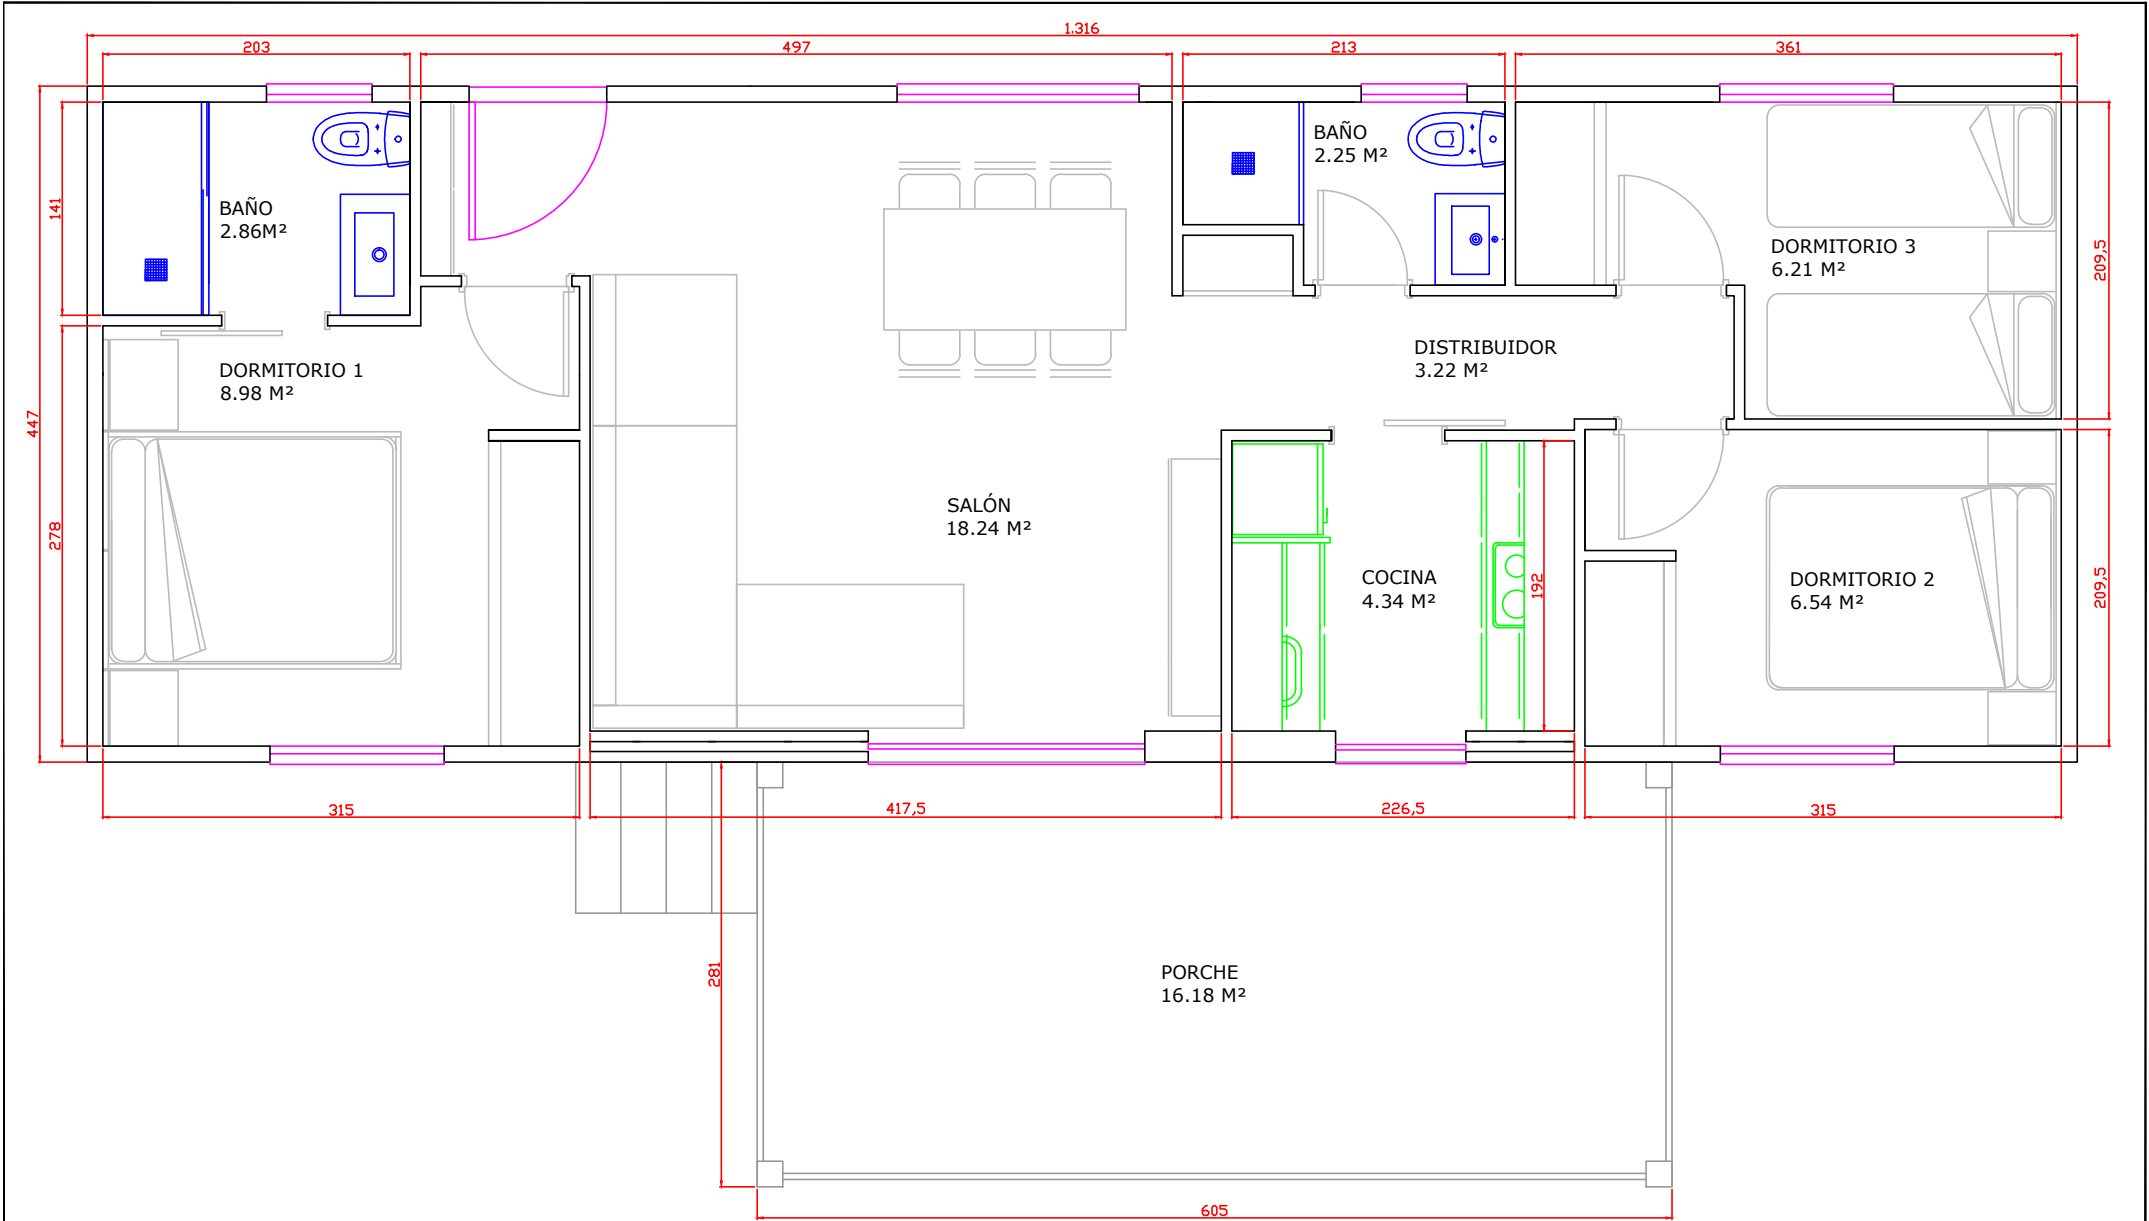 1.316
203
497
213
361
BAÑO
2.25 M²
141
BAÑO
2.86M²
DORMITORIO 3
6.21 M²
209,5
DISTRIBUIDOR
3.22 M²
DORMITORIO 1
8.98 M²
447
SALÓN
18.24 M²
278
COCINA
4.34 M²
192
DORMITORIO 2
6.54 M²
209,5
315
417,5
226,5
315
281
PORCHE
16.18 M²
605